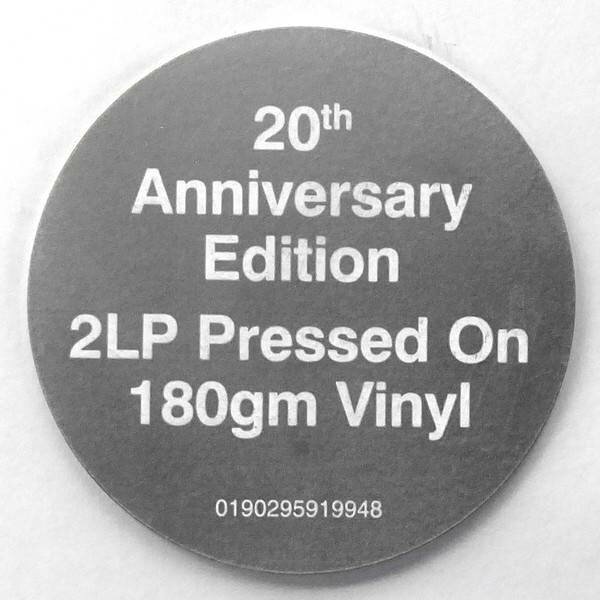 20th
Anniversary
Edition
2LP Pressed On
180gm Vinyl
0190295919948